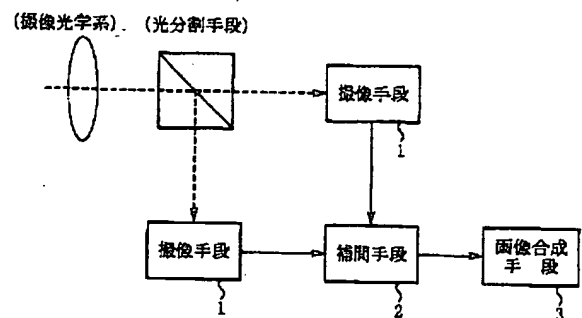 (撮像光学系) (光分割手段)
撮像手段
1
撮像手段
1
補間手段
2
画像合成
手 段
3